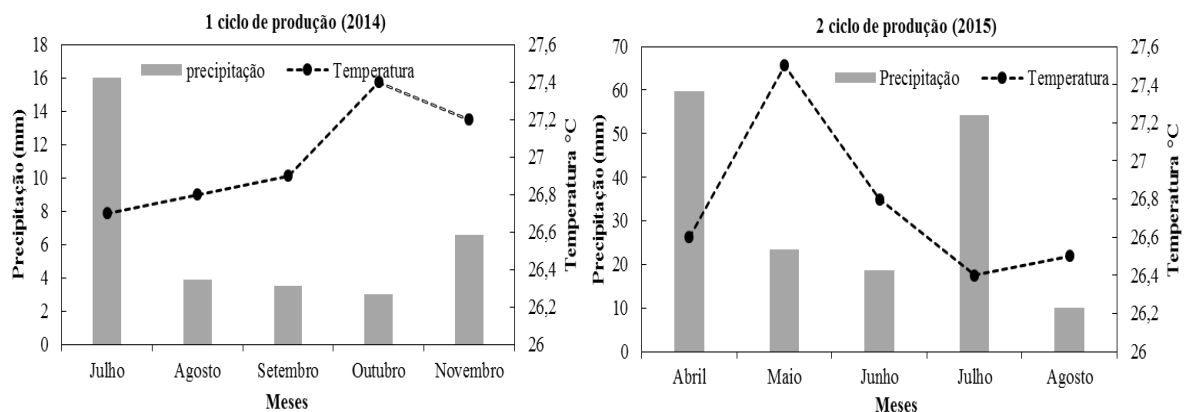 1 ciclo de produção (2014)
precipitação
Temperatura
Precipitação (mm)
18
16
14
12
10
8
6
4
2
0
Temperatura °C
27,6
27,4
27,2
27
26,8
26,6
26,4
26,2
26
Julho Agosto Setembro Outubro Novembro
Meses
2 ciclo de produção (2015)
Precipitação
Temperatura
Precipitação (mm)
70
60
50
40
30
20
10
0
Temperatura °C
27,6
27,4
27,2
27
26,8
26,6
26,4
26,2
26
Abril Maio Junho Julho Agosto
Meses